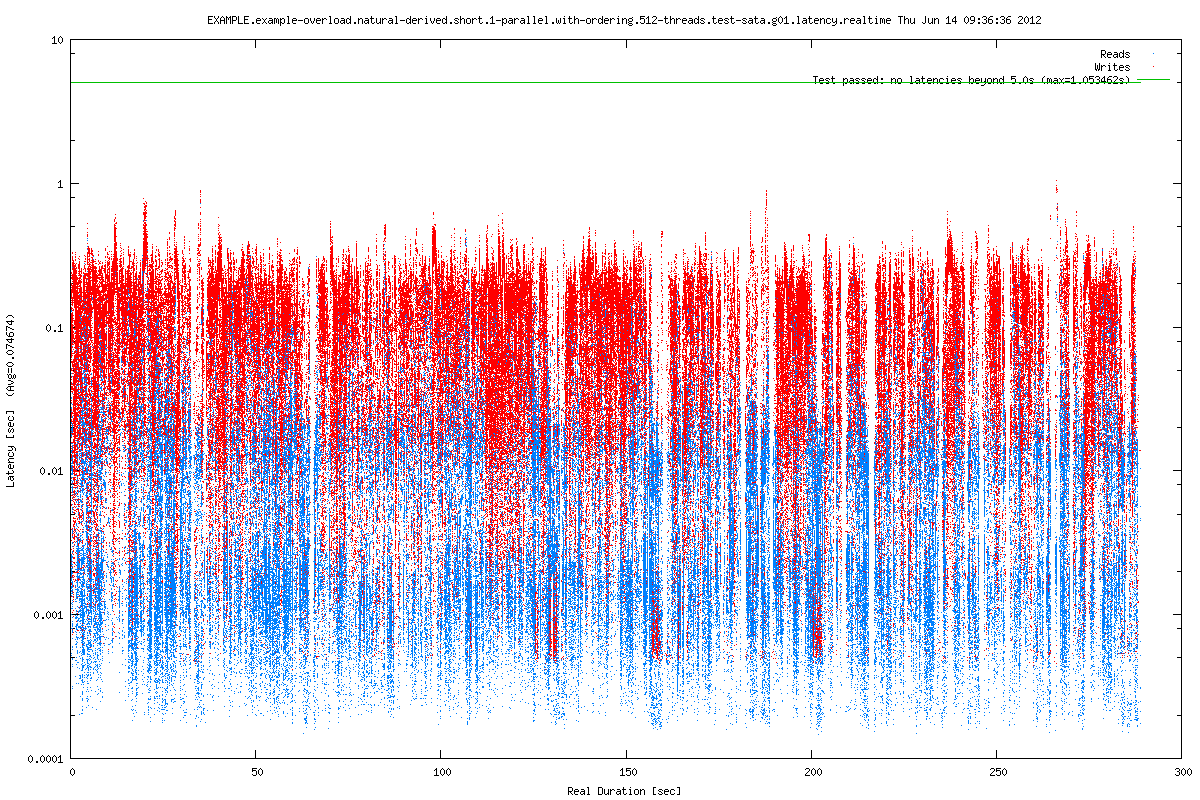 EXAMPLE.example-overload.natural-derived.short.1-parallel.with-ordering.512-threads.test-sata.g01.latency.realtime Thu Jun 14 09:36:36 2012
Reads
Writes
Test passed: no latencies beyond 5.0s (max=1.053462s)
Latency [sec] (Avg=0.074674)
10
1
0.1
0.01
0.001
0.0001
0 50 100 150 200 250 300
Real Duration [sec]